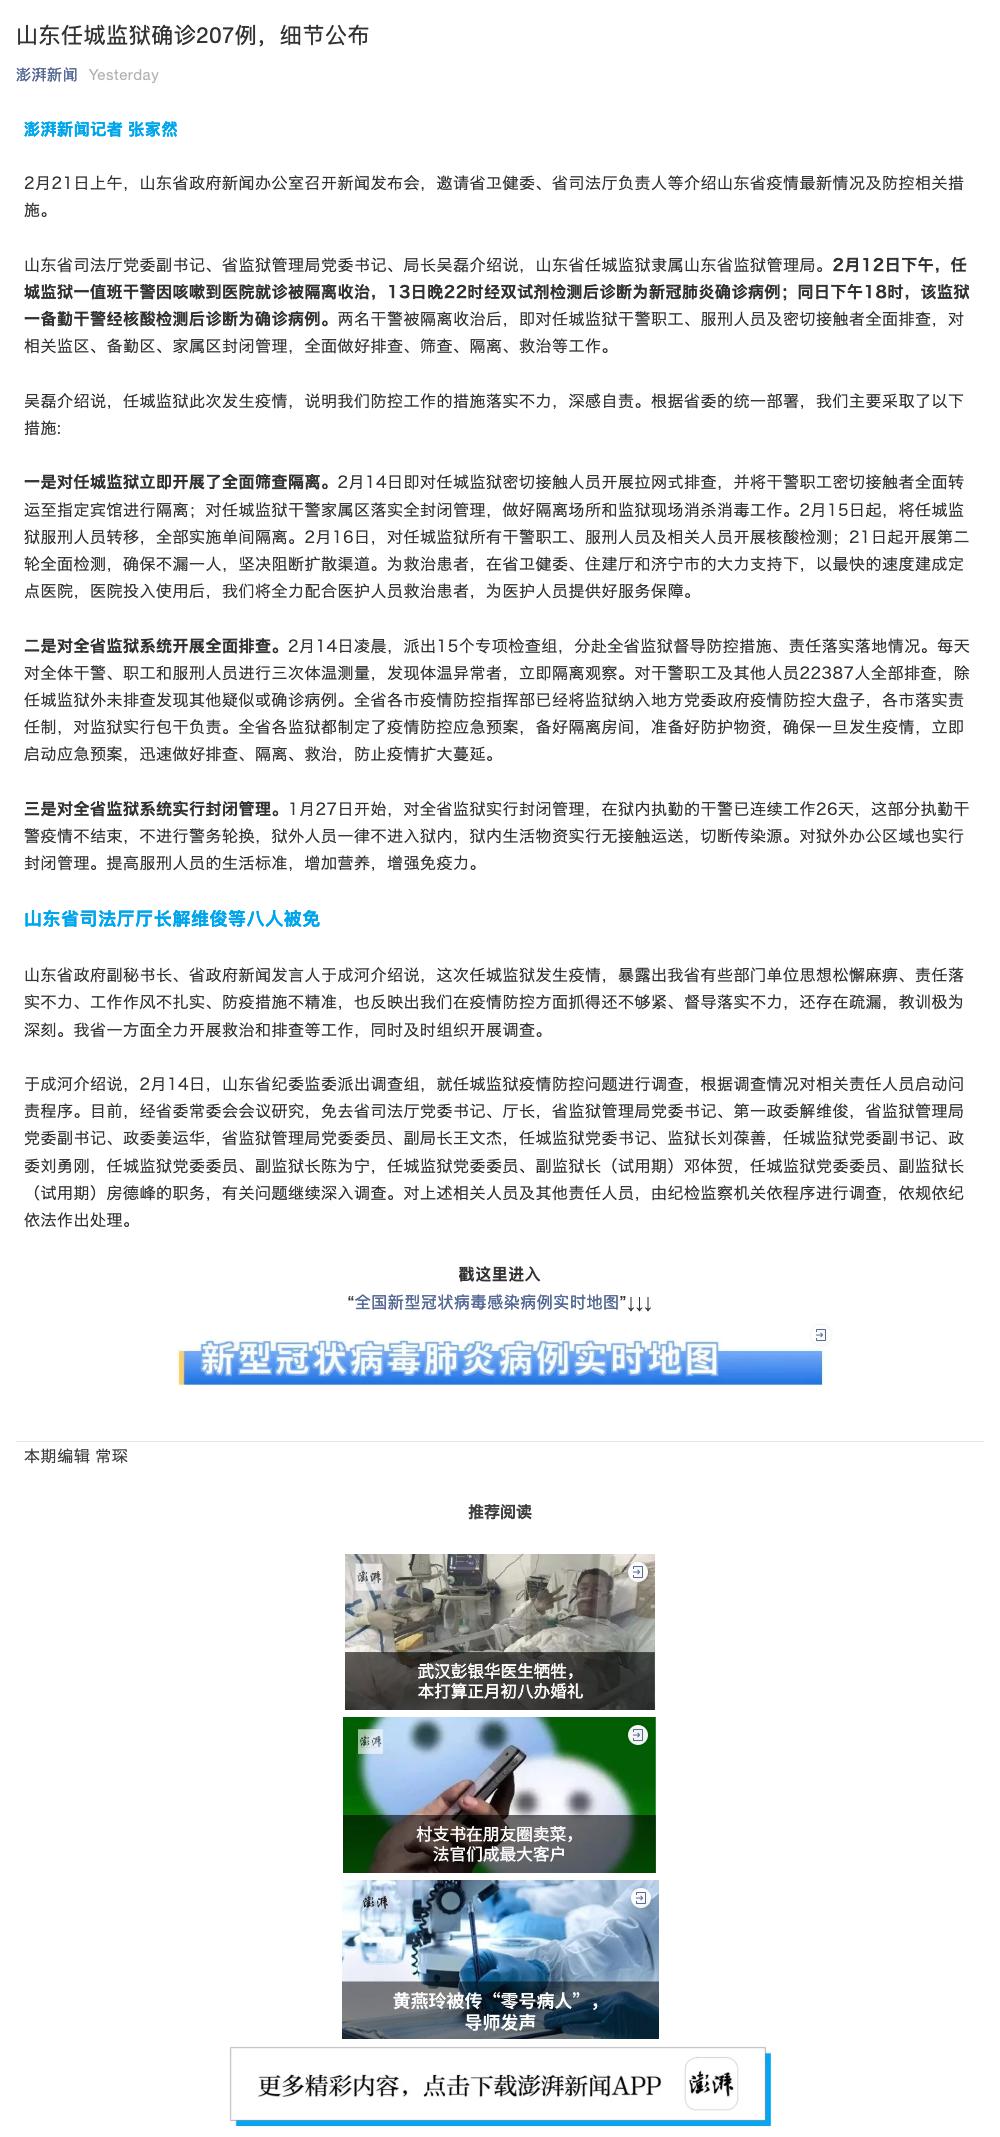 山东任城监狱确诊207例，细节公布
澎湃新闻 Yesterday
澎湃新闻记者 张家然
2月21日上午，山东省政府新闻办公室召开新闻发布会，邀请省卫健委、省司法厅负责人等介绍山东省疫情最新情况及防控相关措
施。
山东省司法厅党委副书记、省监狱管理局党委书记、局长吴磊介绍说，山东省任城监狱隶属山东省监狱管理局。2月12日下午，任
城监狱一值班干警因咳嗽到医院就诊被隔离收治，13日晚22时经双试剂检测后诊断为新冠肺炎确诊病例；同日下午18时，该监狱
一备勤干警经核酸检测后诊断为确诊病例。两名干警被隔离收治后，即对任城监狱干警职工、服刑人员及密切接触者全面排查，对
相关监区、备勤区、家属区封闭管理，全面做好排查、筛查、隔离、救治等工作。
吴磊介绍说，任城监狱此次发生疫情，说明我们防控工作的措施落实不力，深感自责。根据省委的统一部署，我们主要采取了以下
措施:
一是对任城监狱立即开展了全面筛查隔离。2月14日即对任城监狱密切接触人员开展拉网式排查，并将干警职工密切接触者全面转
运至指定宾馆进行隔离；对任城监狱干警家属区落实全封闭管理，做好隔离场所和监狱现场消杀消毒工作。2月15日起，将任城监
狱服刑人员转移，全部实施单间隔离。2月16日，对任城监狱所有干警职工、服刑人员及相关人员开展核酸检测；21日起开展第二
轮全面检测，确保不漏一人，坚决阻断扩散渠道。为救治患者，在省卫健委、住建厅和济宁市的大力支持下，以最快的速度建成定
点医院，医院投入使用后，我们将全力配合医护人员救治患者，为医护人员提供好服务保障。
二是对全省监狱系统开展全面排查。2月14日凌晨，派出15个专项检查组，分赴全省监狱督导防控措施、责任落实落地情况。每天
对全体干警、职工和服刑人员进行三次体温测量，发现体温异常者，立即隔离观察。对干警职工及其他人员22387人全部排查，除
任城监狱外未排查发现其他疑似或确诊病例。全省各市疫情防控指挥部已经将监狱纳入地方党委政府疫情防控大盘子，各市落实责
任制，对监狱实行包干负责。全省各监狱都制定了疫情防控应急预案，备好隔离房间，准备好防护物资，确保一旦发生疫情，立即
启动应急预案，迅速做好排查、隔离、救治，防止疫情扩大蔓延。
三是对全省监狱系统实行封闭管理。1月27日开始，对全省监狱实行封闭管理，在狱内执勤的干警已连续工作26天，这部分执勤干
警疫情不结束，不进行警务轮换，狱外人员一律不进入狱内，狱内生活物资实行无接触运送，切断传染源。对狱外办公区域也实行
封闭管理。提高服刑人员的生活标准，增加营养，增强免疫力。
山东省司法厅厅长解维俊等八人被免
山东省政府副秘书长、省政府新闻发言人于成河介绍说，这次任城监狱发生疫情，暴露出我省有些部门单位思想松懈麻痹、责任落
实不力、工作作风不扎实、防疫措施不精准，也反映出我们在疫情防控方面抓得还不够紧、督导落实不力，还存在疏漏，教训极为
深刻。我省一方面全力开展救治和排查等工作，同时及时组织开展调查。
于成河介绍说，2月14日，山东省纪委监委派出调查组，就任城监狱疫情防控问题进行调查，根据调查情况对相关责任人员启动问
责程序。目前，经省委常委会会议研究，免去省司法厅党委书记、厅长，省监狱管理局党委书记、第一政委解维俊，省监狱管理局
党委副书记、政委姜运华，省监狱管理局党委委员、副局长王文杰，任城监狱党委书记、监狱长刘葆善，任城监狱党委副书记、政
委刘勇刚，任城监狱党委委员、副监狱长陈为宁，任城监狱党委委员、副监狱长（试用期）邓体贺，任城监狱党委委员、副监狱长
（试用期）房德峰的职务，有关问题继续深入调查。对上述相关人员及其他责任人员，由纪检监察机关依程序进行调查，依规依纪
依法作出处理。
戳这里进入
“全国新型冠状病毒感染病例实时地图”↓↓↓
新型冠状病毒肺炎病例实时地图
本期编辑 常琛
推荐阅读
澎湃
武汉彭银华医生牺牲，
本打算正月初八办婚礼
澎湃
村支书在朋友圈卖菜，
法官们成最大客户
澎湃
黄燕玲被传“零号病人”，
导师发声
更多精彩内容，点击下载澎湃新闻APP 澎湃